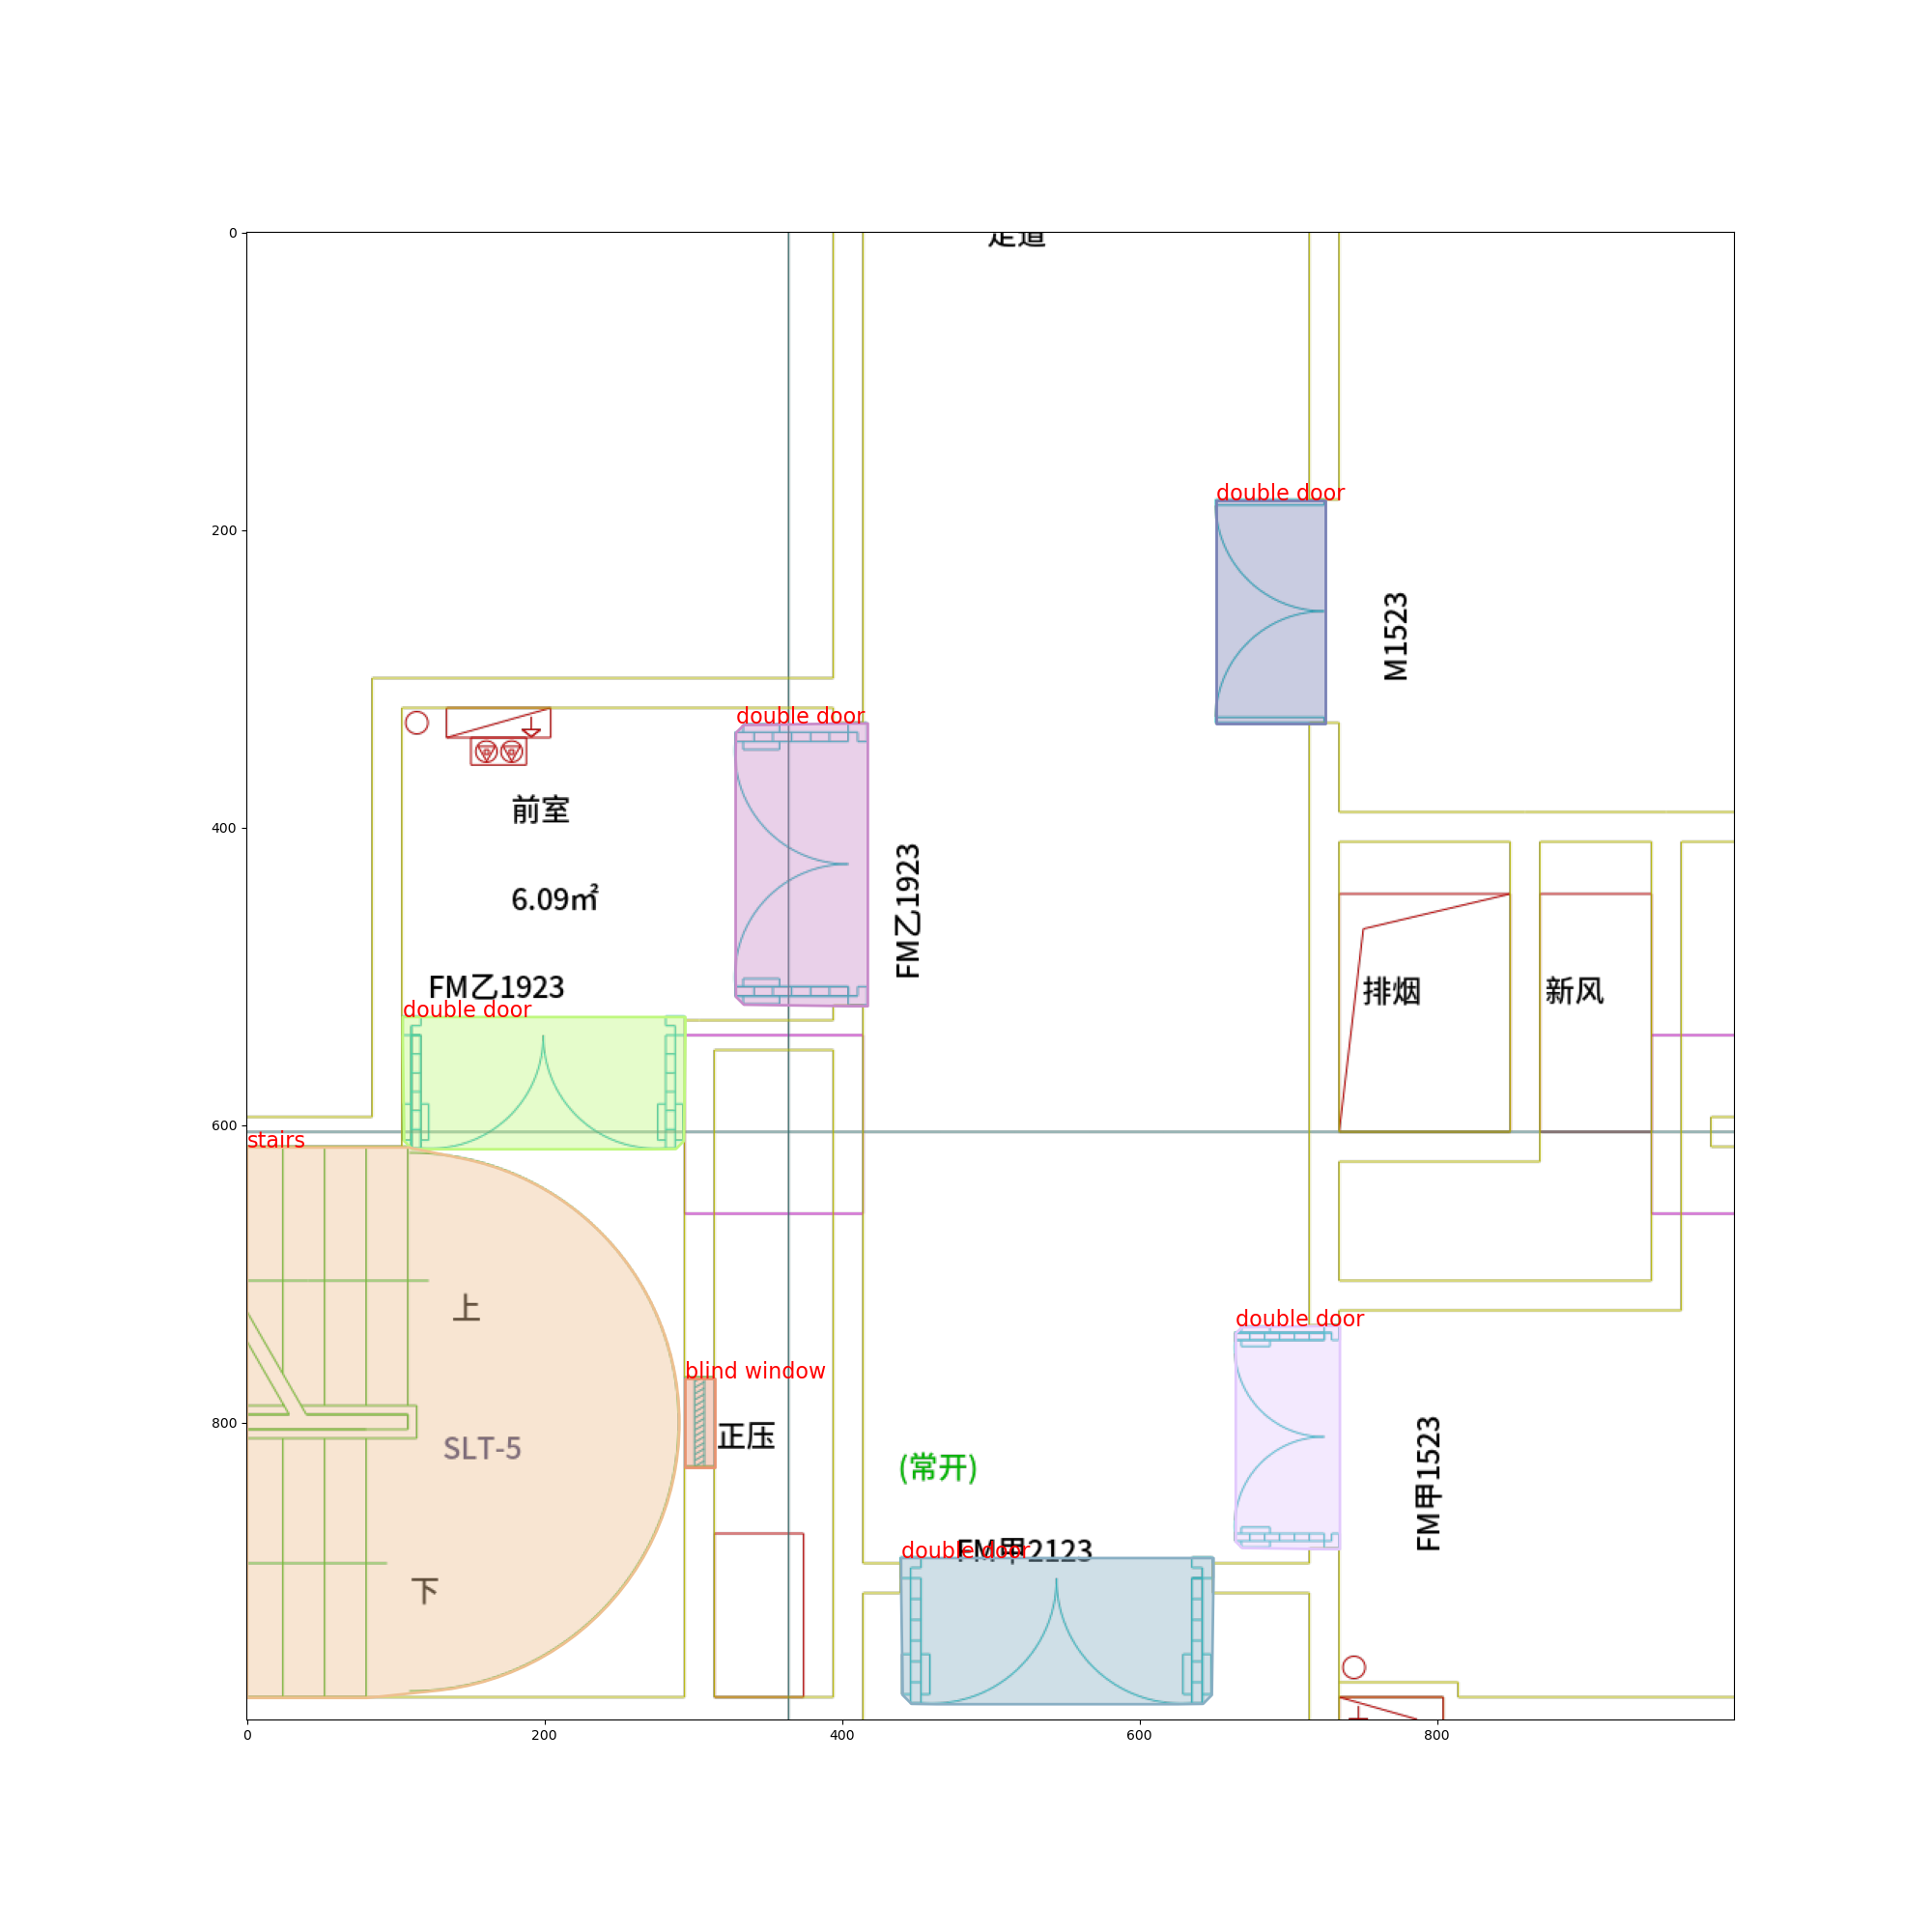 0
走道
double door
200
M1523
double door
前室
400
6.09㎡
FM乙1923
FM乙1923
double door
排烟
新风
600
stairs
上
double door
blind window
800
正压
SLT-5
(常开)
FM甲1523
FM甲2123
double door
下
0
200
400
600
800